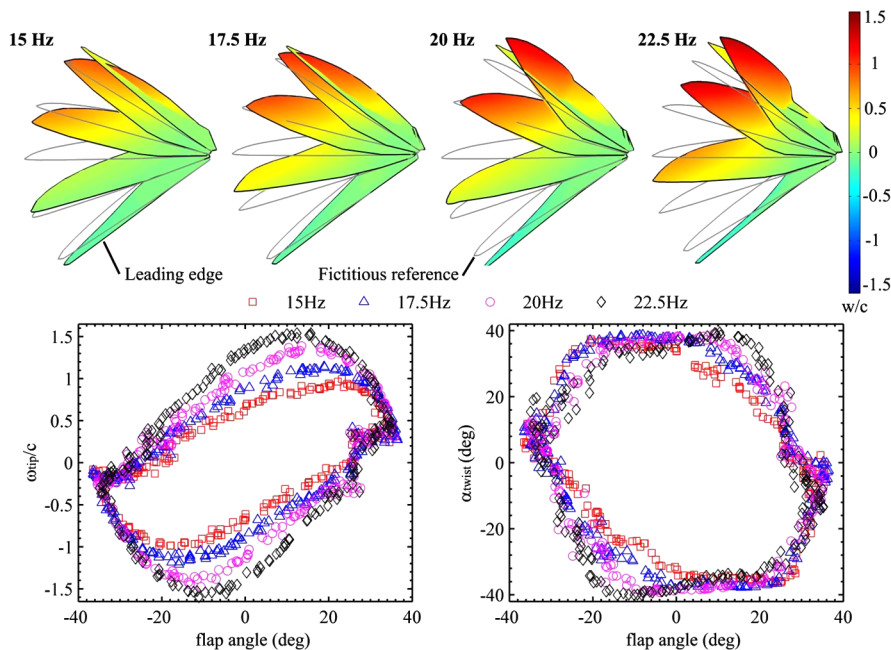 15 Hz 17.5 Hz 20 Hz 22.5 Hz
1.5
1
0.5
0
-0.5
-1
-1.5
w/c
Leading edge
Fictitious reference
15Hz 17.5Hz 20Hz 22.5Hz
1.5
1
0.5
0
-0.5
-1
-1.5
ωtip/c
-40 -20 0 20 40
flap angle (deg)
40
20
0
-20
-40
αtwist (deg)
-40 -20 0 20 40
flap angle (deg)